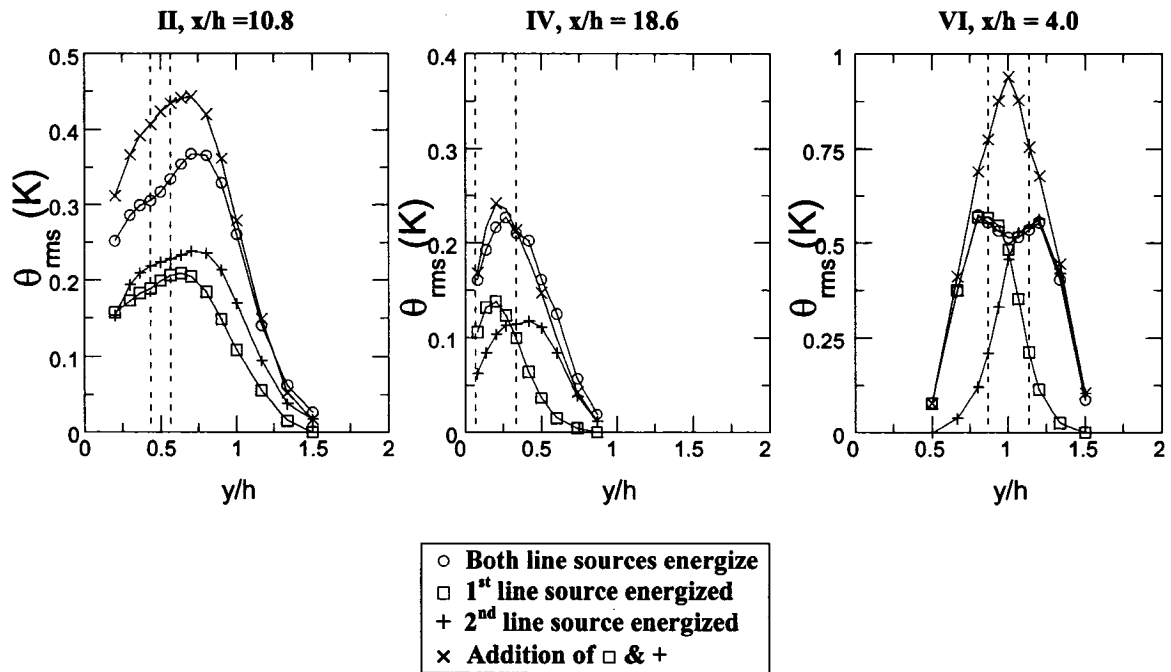 II, x/h =10.8
IV, x/h = 18.6
VI, x/h = 4.0
0.5
0.4
0.3
0.2
0.1
0
θrms (K)
0
0.5
1
1.5
2
y/h
0.4
0.3
0.2
0.1
0
θrms (K)
0
0.5
1
1.5
2
y/h
1
0.75
0.5
0.25
0
θrms (K)
0
0.5
1
1.5
2
y/h
○ Both line sources energize
□ 1st line source energized
+ 2nd line source energized
× Addition of □ & +